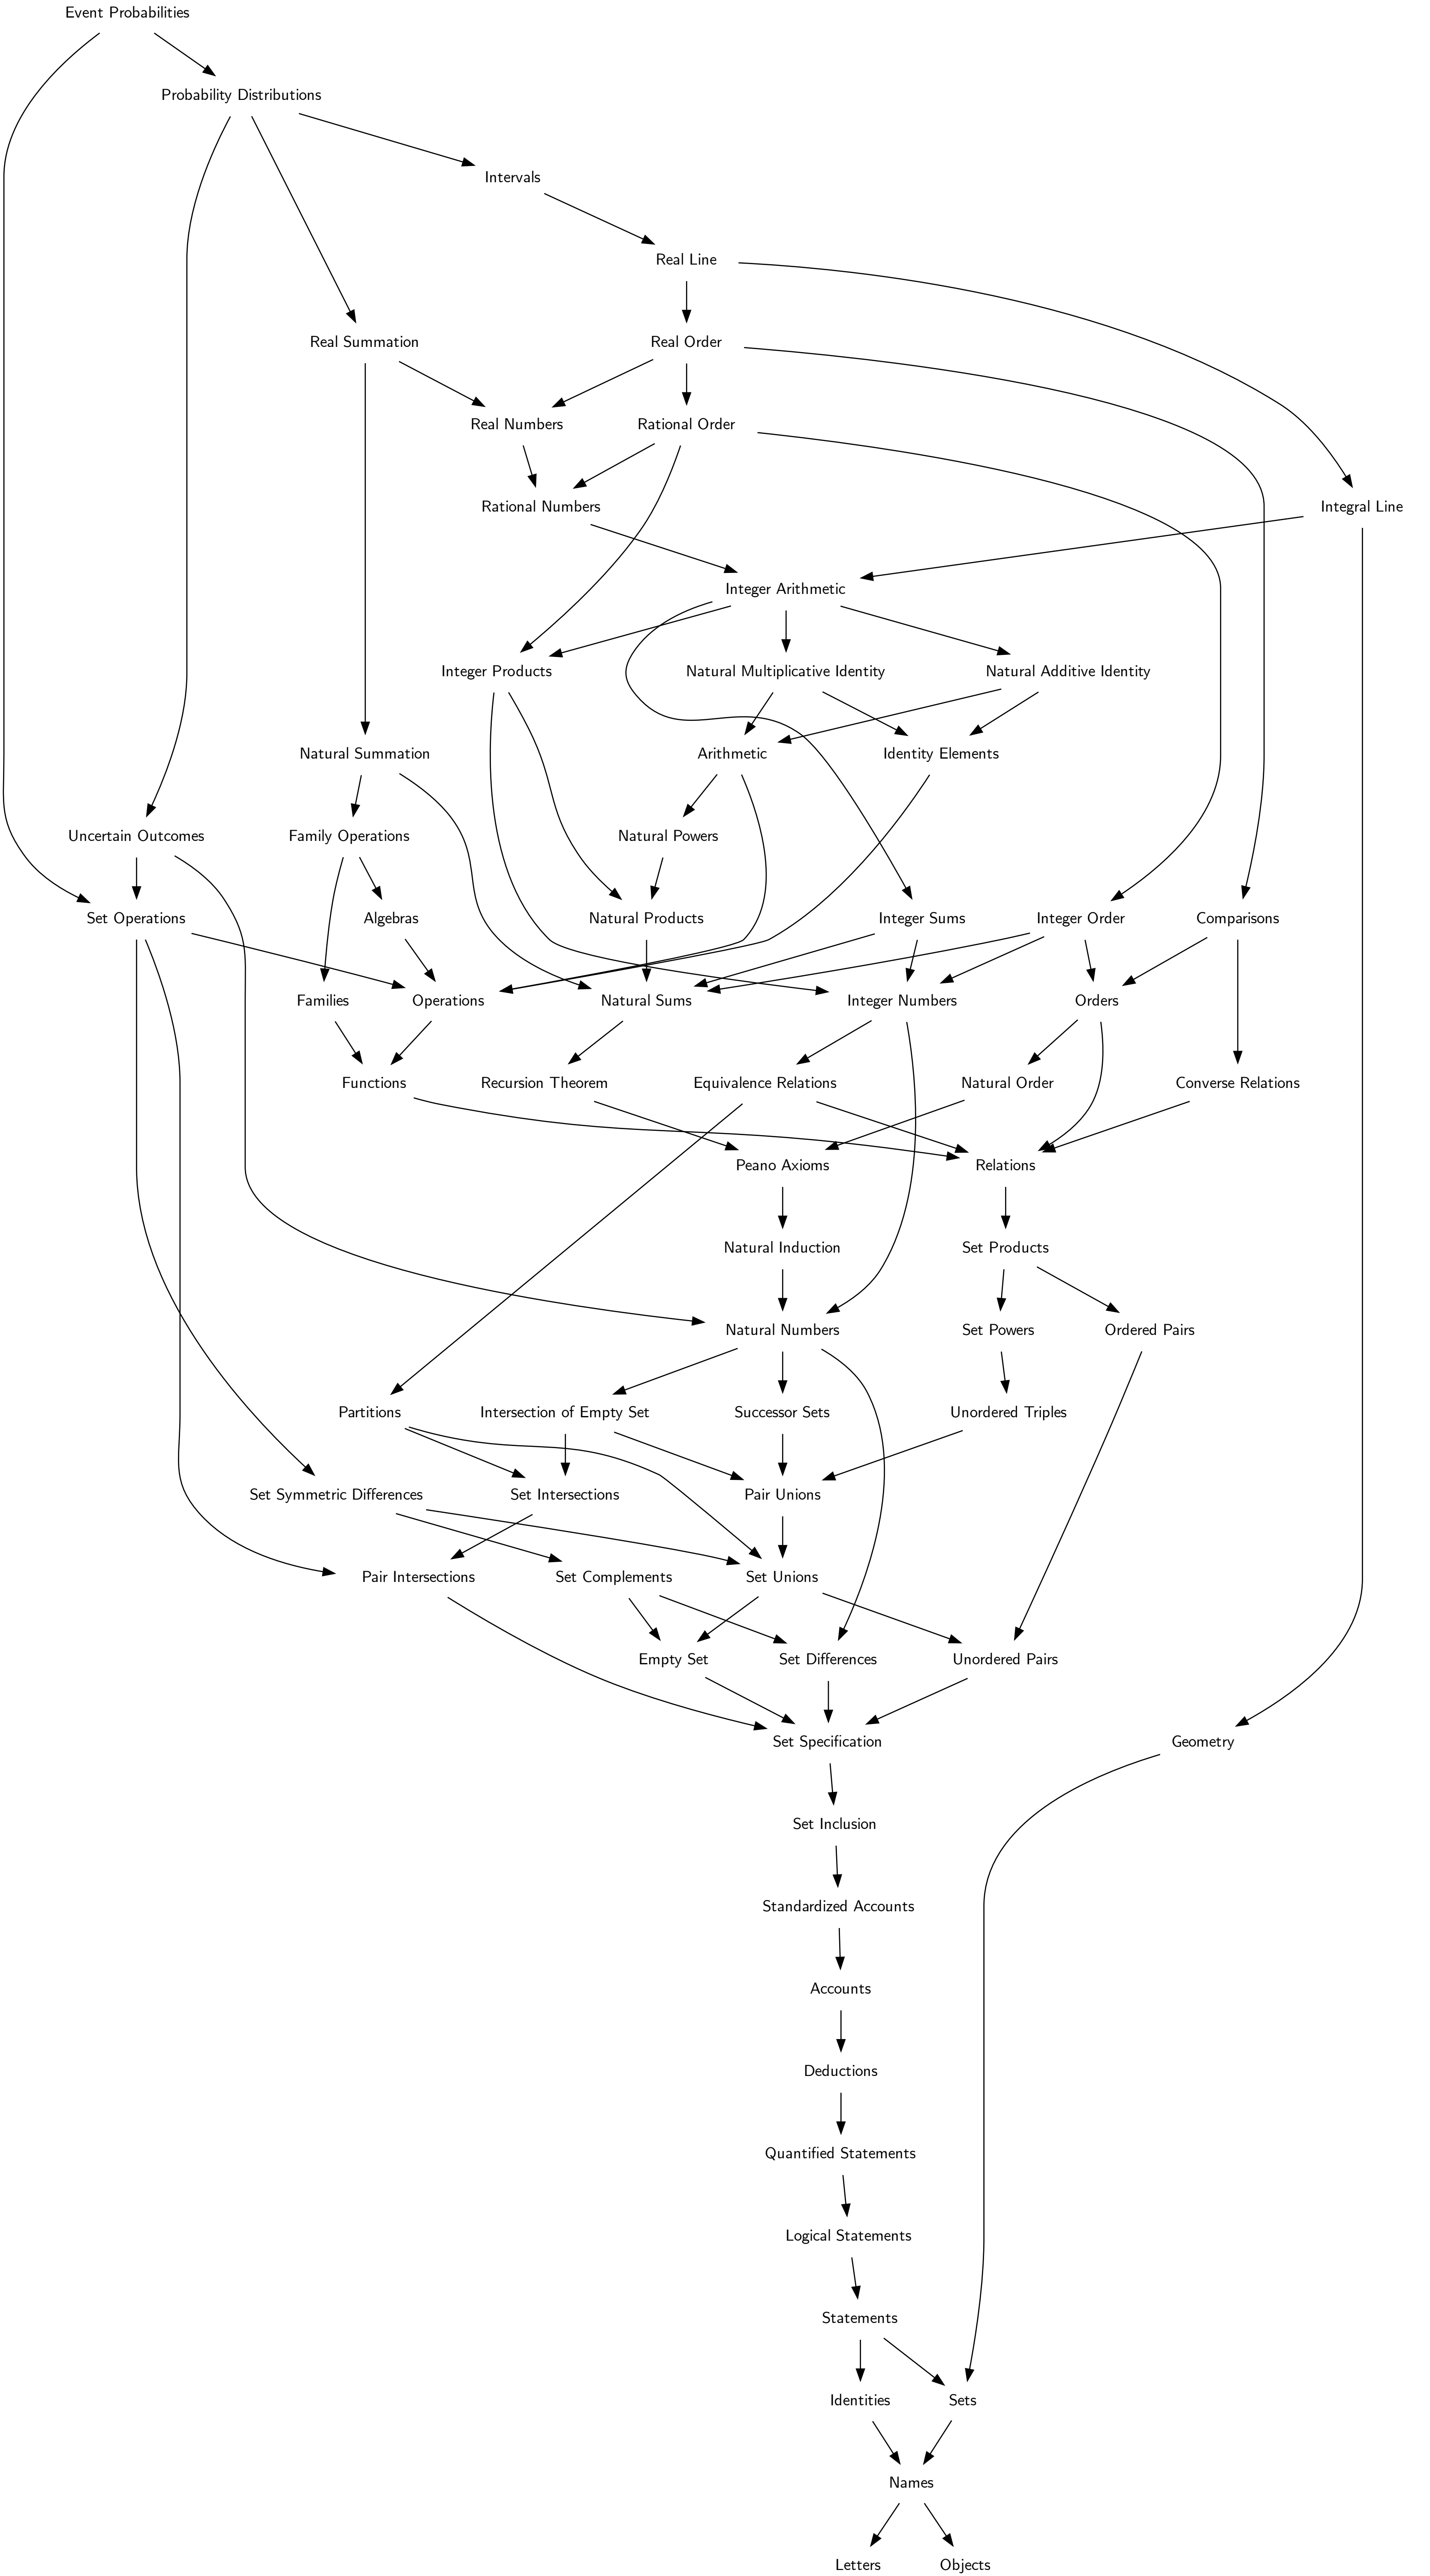 Event Probabilities
Probability Distributions
Intervals
Real Line
Real Summation
Real Order
Real Numbers
Rational Order
Rational Numbers
Integral Line
Integer Arithmetic
Integer Products
Natural Multiplicative Identity
Natural Additive Identity
Natural Summation
Arithmetic
Identity Elements
Uncertain Outcomes
Family Operations
Natural Powers
Set Operations
Algebras
Natural Products
Integer Sums
Integer Order
Comparisons
Families
Operations
Natural Sums
Integer Numbers
Orders
Functions
Recursion Theorem
Equivalence Relations
Natural Order
Converse Relations
Peano Axioms
Relations
Natural Induction
Set Products
Natural Numbers
Set Powers
Ordered Pairs
Partitions
Intersection of Empty Set
Successor Sets
Unordered Triples
Set Symmetric Differences
Set Intersections
Pair Unions
Pair Intersections
Set Complements
Set Unions
Empty Set
Set Differences
Unordered Pairs
Set Specification
Geometry
Set Inclusion
Standardized Accounts
Accounts
Deductions
Quantified Statements
Logical Statements
Statements
Identities
Sets
Names
Letters
Objects